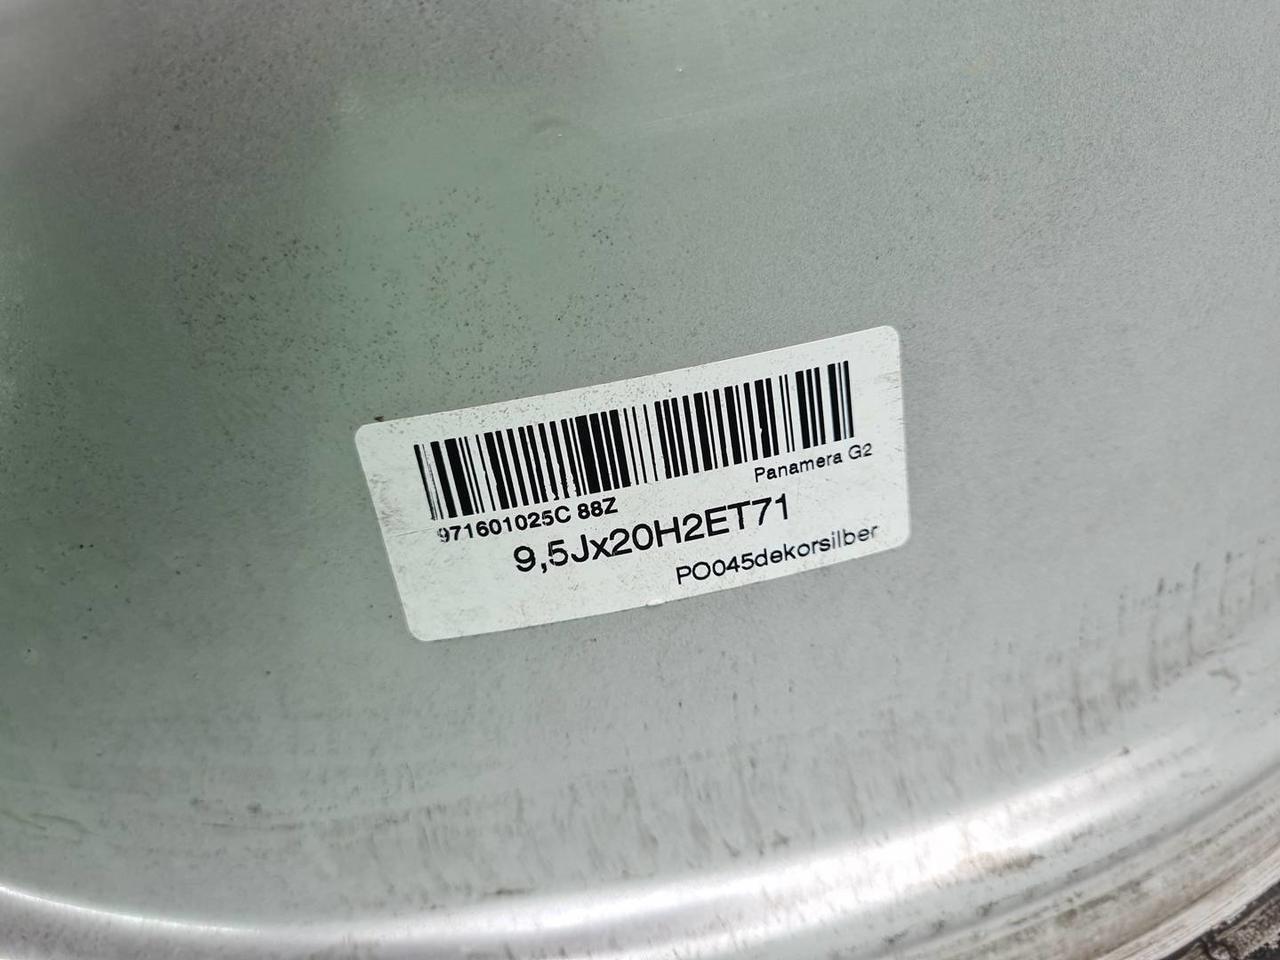 Panamera G2
971601025C 88Z
9,5Jx20H2ET71
PO045dekorsilber